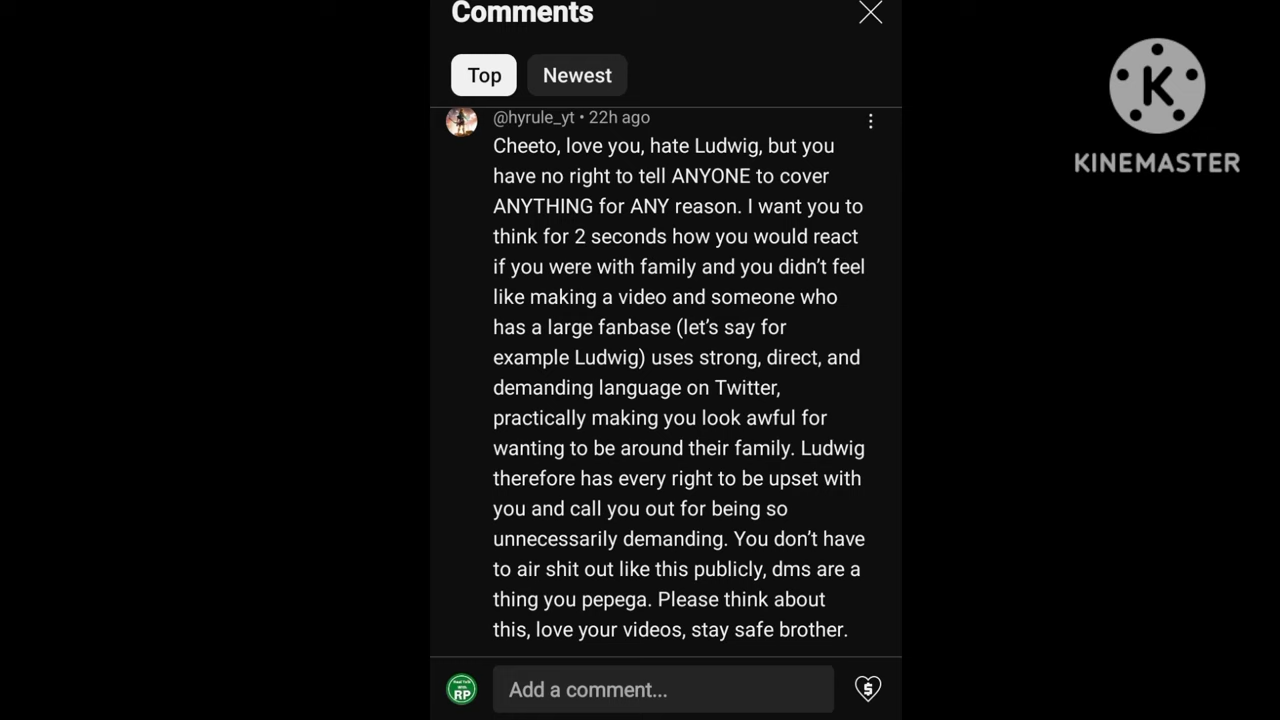 Comments
Top
Newest
K
KINEMASTER
@hyrule_yt • 22h ago
Cheeto, love you, hate Ludwig, but you
have no right to tell ANYONE to cover
ANYTHING for ANY reason. I want you to
think for 2 seconds how you would react
if you were with family and you didn’t feel
like making a video and someone who
has a large fanbase (let’s say for
example Ludwig) uses strong, direct, and
demanding language on Twitter,
practically making you look awful for
wanting to be around their family. Ludwig
therefore has every right to be upset with
you and call you out for being so
unnecessarily demanding. You don’t have
to air shit out like this publicly, dms are a
thing you pepega. Please think about
this, love your videos, stay safe brother.
RP
Add a comment...
$